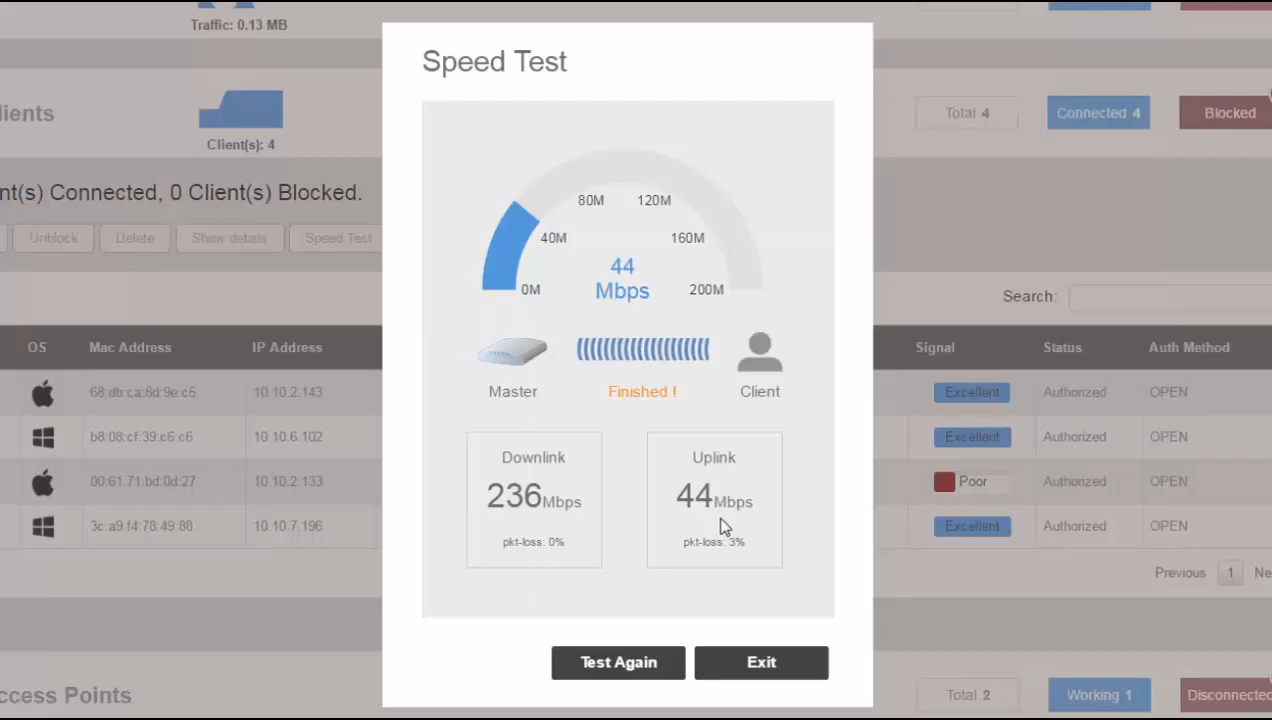 Traffic: 0.13 MB
Speed Test
lients
Client(s): 4
Total 4
Connected 4
Blocked
nt(s) Connected, 0 Client(s) Blocked.
Unblock
Delete
Show details
Speed Test
80M
120M
40M
160M
44
Mbps
0M
200M
Search:
OS
Mac Address
IP Address
Signal
Status
Auth Method
68:db:ca:8d:9e:c5
10.10.2.143
Excellent
Authorized
OPEN
Master
Finished !
Client
b8:08:cf:39:c6:c6
10.10.6.102
Excellent
Authorized
OPEN
Downlink
236Mbps
pkt-loss: 0%
Uplink
44Mbps
pkt-loss: 3%
00:61:71:bd:0d:27
10.10.2.133
Poor
Authorized
OPEN
3c:a9:f4:78:49:88
10.10.7.196
Excellent
Authorized
OPEN
Previous
1
Ne
Test Again
Exit
ccess Points
Total 2
Working 1
Disconnected